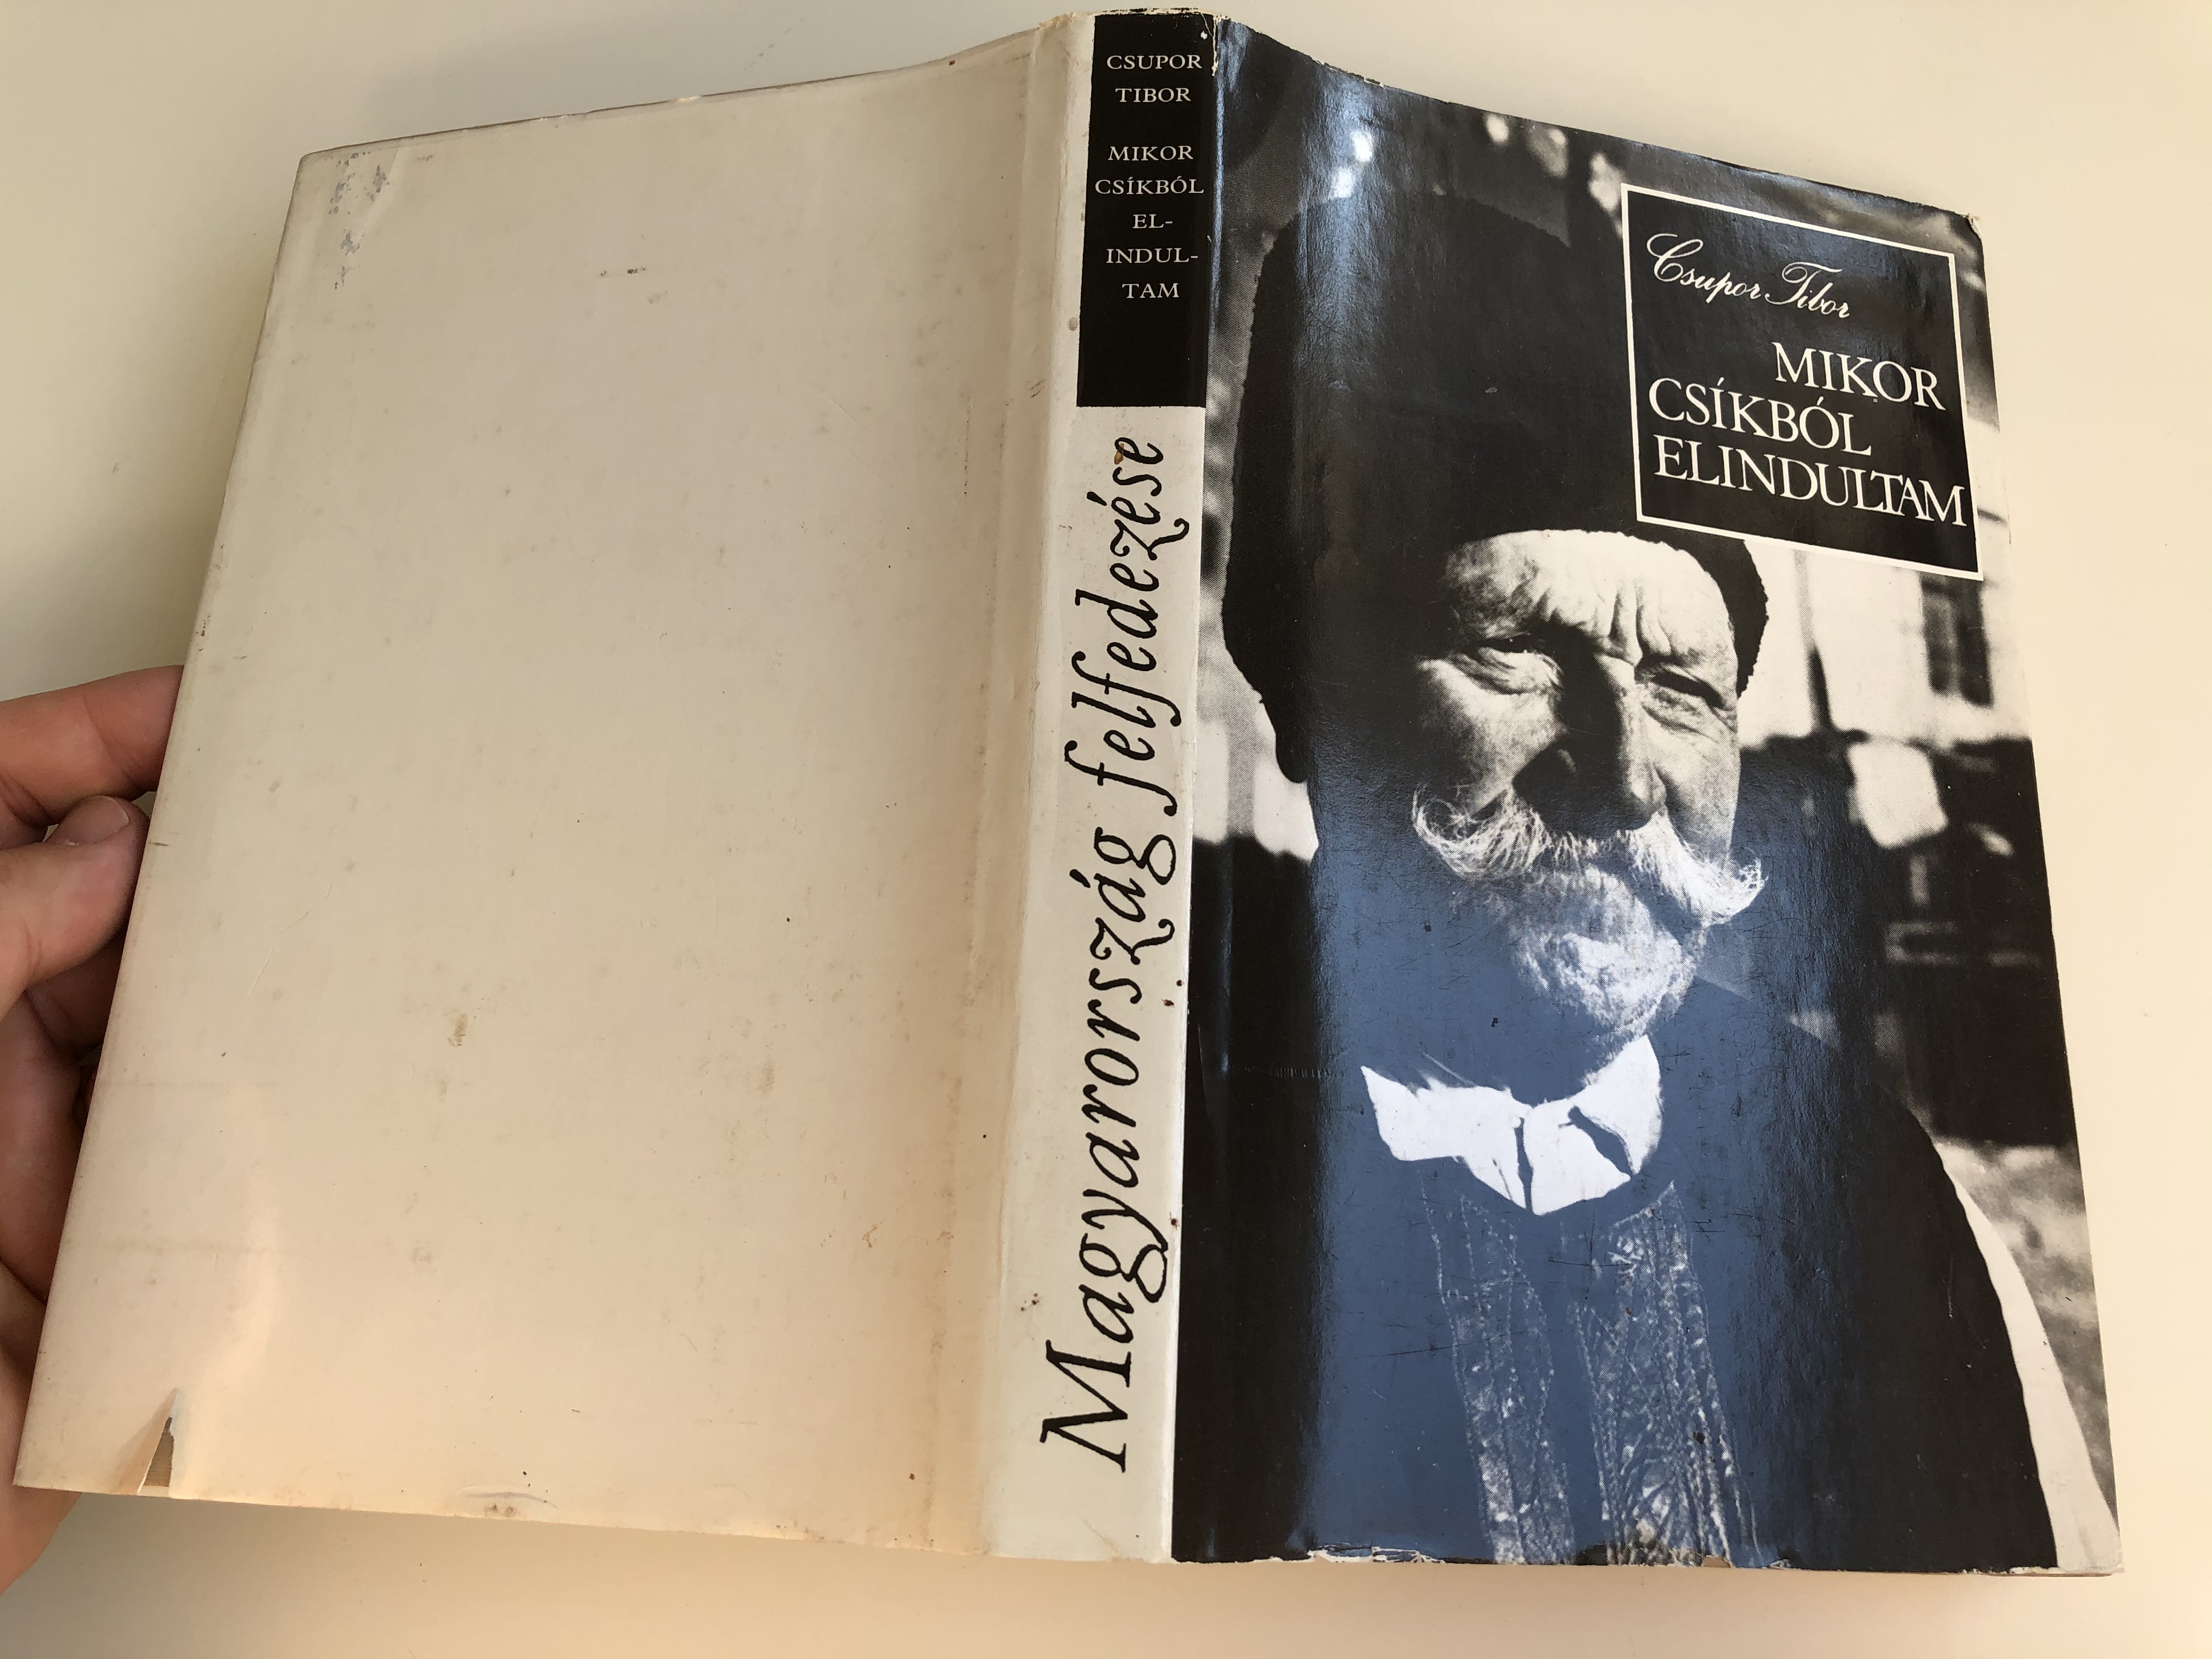 CSUPOR
TIBOR
MIKOR
CSÍKBÓL
EL-
INDUL-
TAM
Magyarország felfedezése
Csupor Tibor
MIKOR
CSÍKBÓL
ELINDULTAM